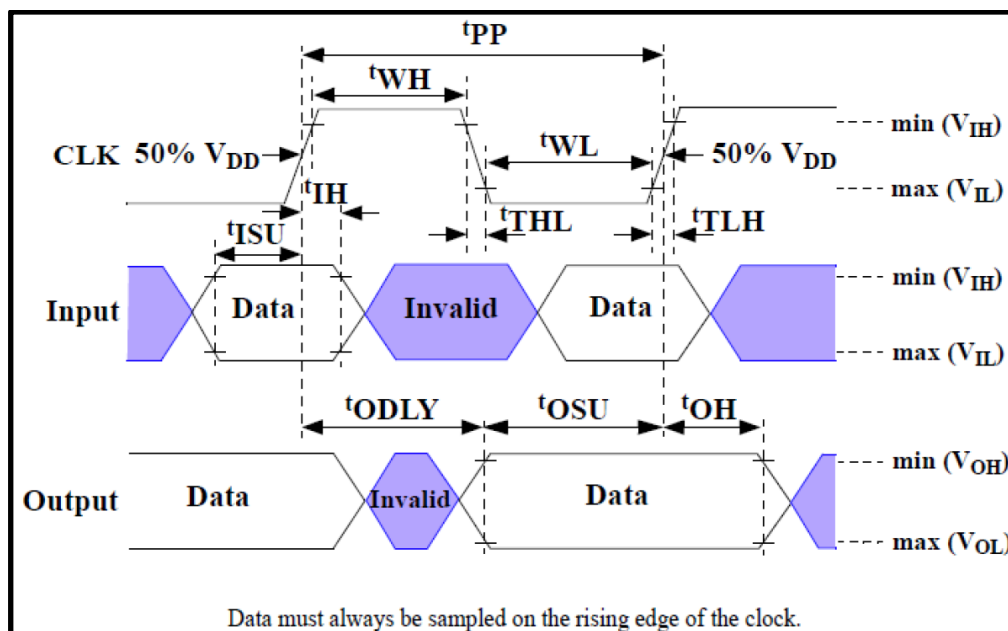 tPP
tWH
min (VIH)
CLK 50% VDD
tWL
50% VDD
max (VIL)
tIH
tISU
tTHL
tTLH
min (VIH)
Input
Data
Invalid
Data
max (VIL)
tODLY
tOSU
tOH
min (VOH)
Output
Data
Invalid
Data
max (VOL)
Data must always be sampled on the rising edge of the clock.